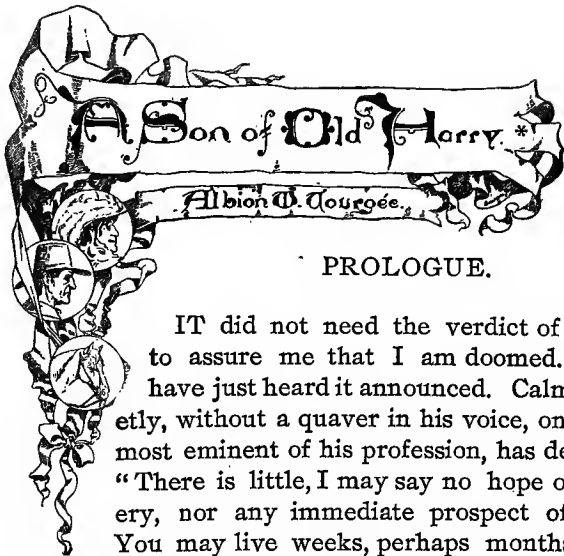 A Son of Old Harry.*
Albion W. Tourgée.
PROLOGUE.
IT did not need the verdict of
to assure me that I am doomed.
have just heard it announced. Calm
etly, without a quaver in his voice, on
most eminent of his profession, has de
“There is little, I may say no hope o
ery, nor any immediate prospect of
You may live weeks, perhaps months